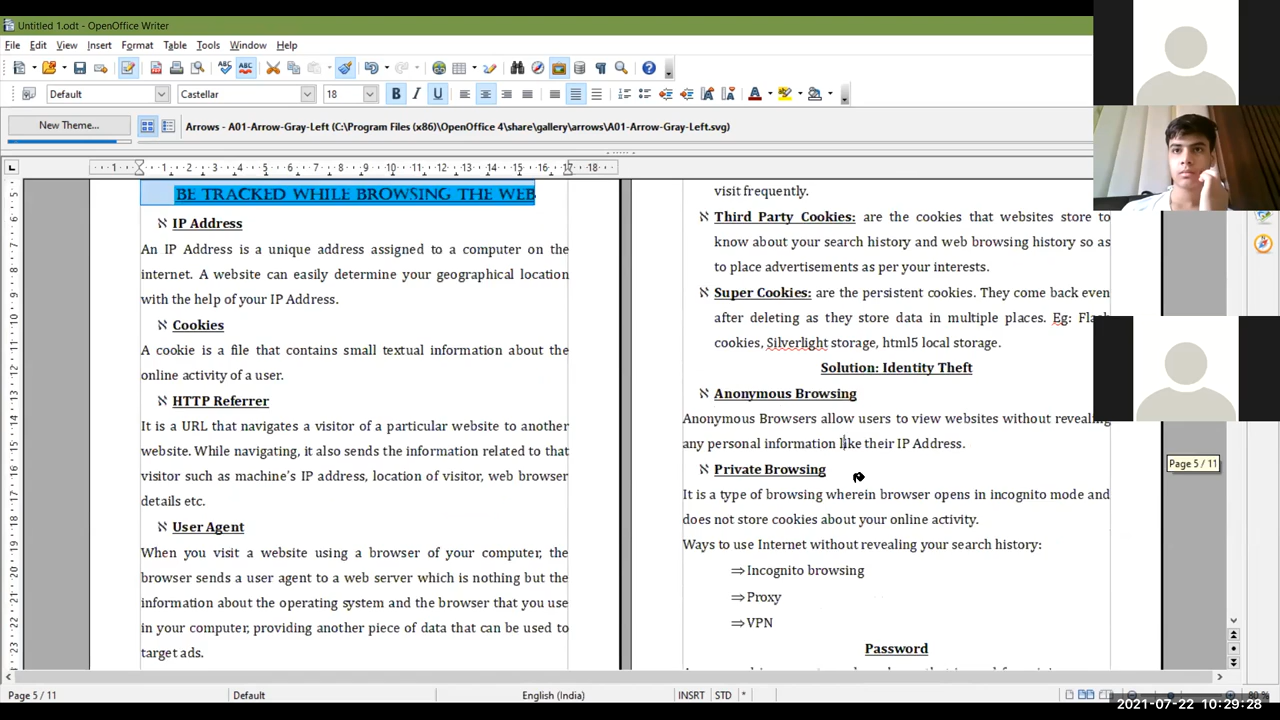 Untitled 1.odt - OpenOffice Writer
File Edit View Insert Format Table Tools Window Help
Default Castellar 18 B I U
New Theme... Arrows - A01-Arrow-Gray-Left (C:\Program Files (x86)\OpenOffice 4\share\gallery\arrows\A01-Arrow-Gray-Left.svg)
BE TRACKED WHILE BROWSING THE WEB
ℵ IP Address
An IP Address is a unique address assigned to a computer on the
internet. A website can easily determine your geographical location
with the help of your IP Address.
ℵ Cookies
A cookie is a file that contains small textual information about the
online activity of a user.
ℵ HTTP Referrer
It is a URL that navigates a visitor of a particular website to another
website. While navigating, it also sends the information related to that
visitor such as machine's IP address, location of visitor, web browser
details etc.
ℵ User Agent
When you visit a website using a browser of your computer, the
browser sends a user agent to a web server which is nothing but the
information about the operating system and the browser that you use
in your computer, providing another piece of data that can be used to
target ads.
visit frequently.
ℵ Third Party Cookies: are the cookies that websites store to
know about your search history and web browsing history so as
to place advertisements as per your interests.
ℵ Super Cookies: are the persistent cookies. They come back even
after deleting as they store data in multiple places. Eg: Flash
cookies, Silverlight storage, html5 local storage.
Solution: Identity Theft
ℵ Anonymous Browsing
Anonymous Browsers allow users to view websites without revealing
any personal information like their IP Address.
ℵ Private Browsing
It is a type of browsing wherein browser opens in incognito mode and
does not store cookies about your online activity.
Ways to use Internet without revealing your search history:
⇒ Incognito browsing
⇒ Proxy
⇒ VPN
Password
Page 5 / 11
Page 5 / 11 Default English (India) INSRT STD * 80 %
2021-07-22 10:29:28